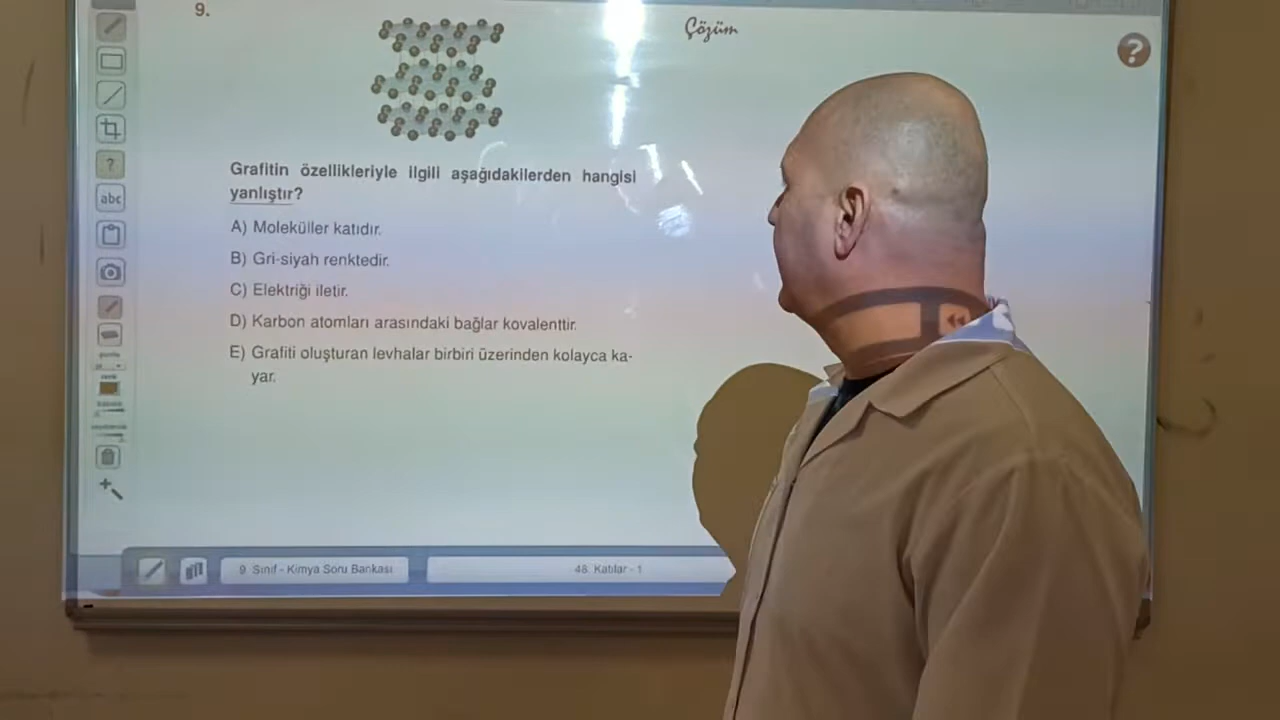 9.
Çözüm
?
Grafitin özellikleriyle ilgili aşağıdakilerden hangisi
yanlıştır?
A) Moleküller katıdır.
B) Gri-siyah renktedir.
C) Elektriği iletir.
D) Karbon atomları arasındaki bağlar kovalenttir.
E) Grafiti oluşturan levhalar birbiri üzerinden kolayca ka-
yar.
?
abc
9. Sınıf - Kimya Soru Bankası
48. Katılar - 1